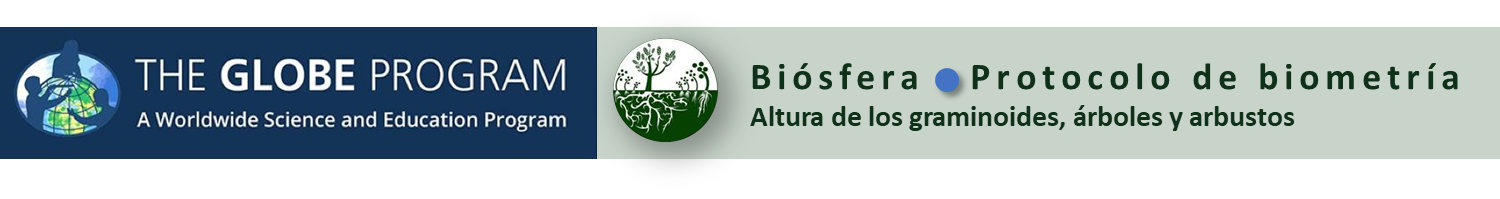 THE GLOBE PROGRAM
A Worldwide Science and Education Program
Biósfera ● Protocolo de biometría
Altura de los graminoides, árboles y arbustos